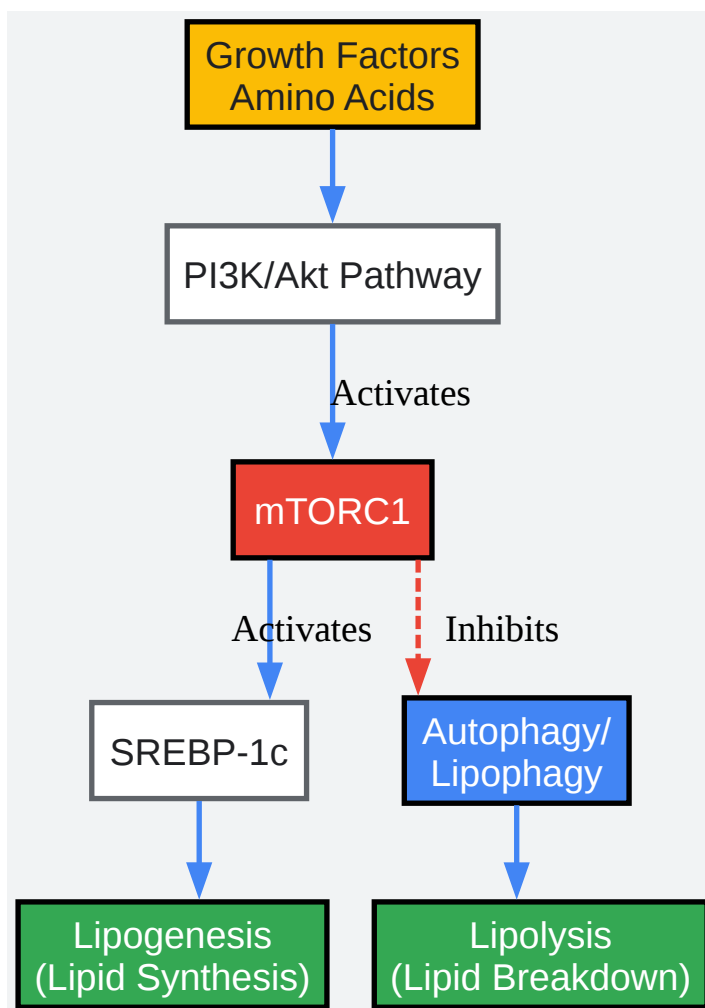 Growth Factors
Amino Acids
PI3K/Akt Pathway
Activates
mTORC1
Activates
Inhibits
SREBP-1c
Autophagy/
Lipophagy
Lipogenesis
(Lipid Synthesis)
Lipolysis
(Lipid Breakdown)